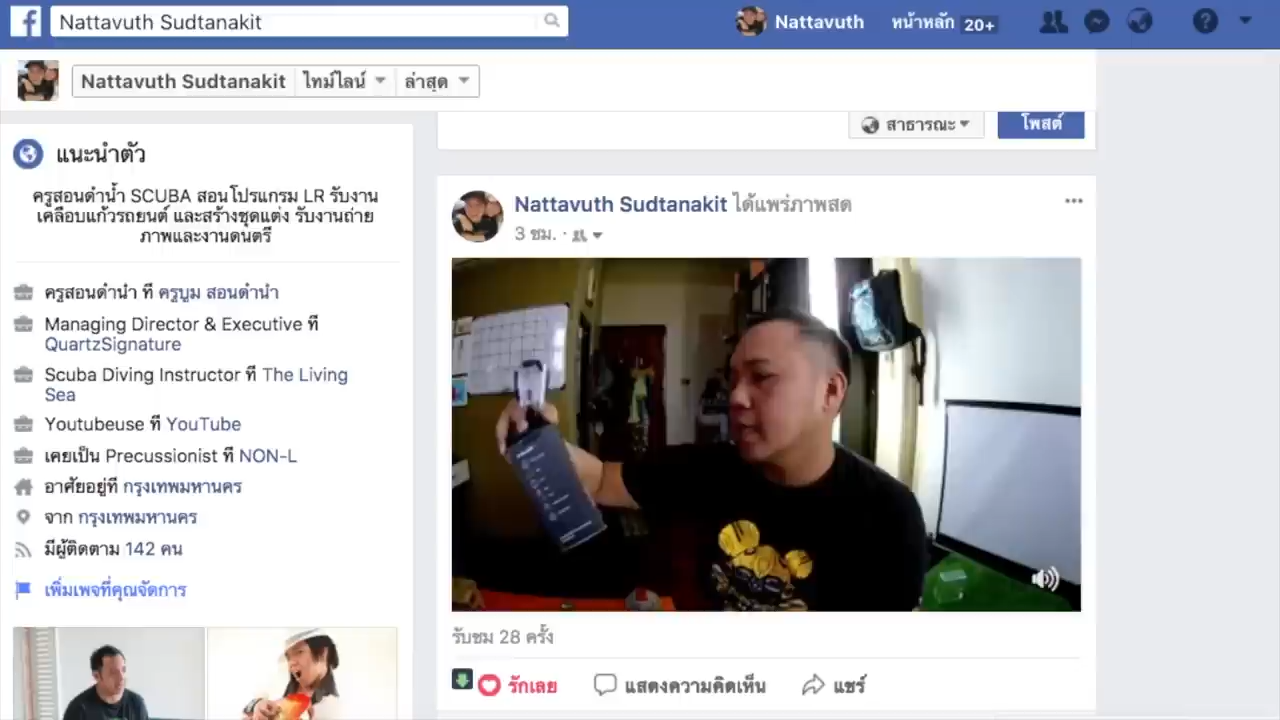 f
Nattavuth Sudtanakit
Nattavuth
หน้าหลัก 20+
?
Nattavuth Sudtanakit
ไทม์ไลน์
ล่าสุด
สาธารณะ
โพสต์
แนะนำตัว
ครูสอนดำน้ำ SCUBA สอนโปรแกรม LR รับงาน
เคลือบแก้วรถยนต์ และสร้างชุดแต่ง รับงานถ่าย
ภาพและงานดนตรี
ครูสอนดำน้ำ ที่ ครูบูม สอนดำน้ำ
Managing Director & Executive ที่
QuartzSignature
Scuba Diving Instructor ที่ The Living
Sea
Youtubeuse ที่ YouTube
เคยเป็น Precussionist ที่ NON-L
อาศัยอยู่ที่ กรุงเทพมหานคร
จาก กรุงเทพมหานคร
มีผู้ติดตาม 142 คน
เพิ่มเพจที่คุณจัดการ
Nattavuth Sudtanakit ได้แพร่ภาพสด
3 ชม. ·
รับชม 28 ครั้ง
รักเลย
แสดงความคิดเห็น
แชร์